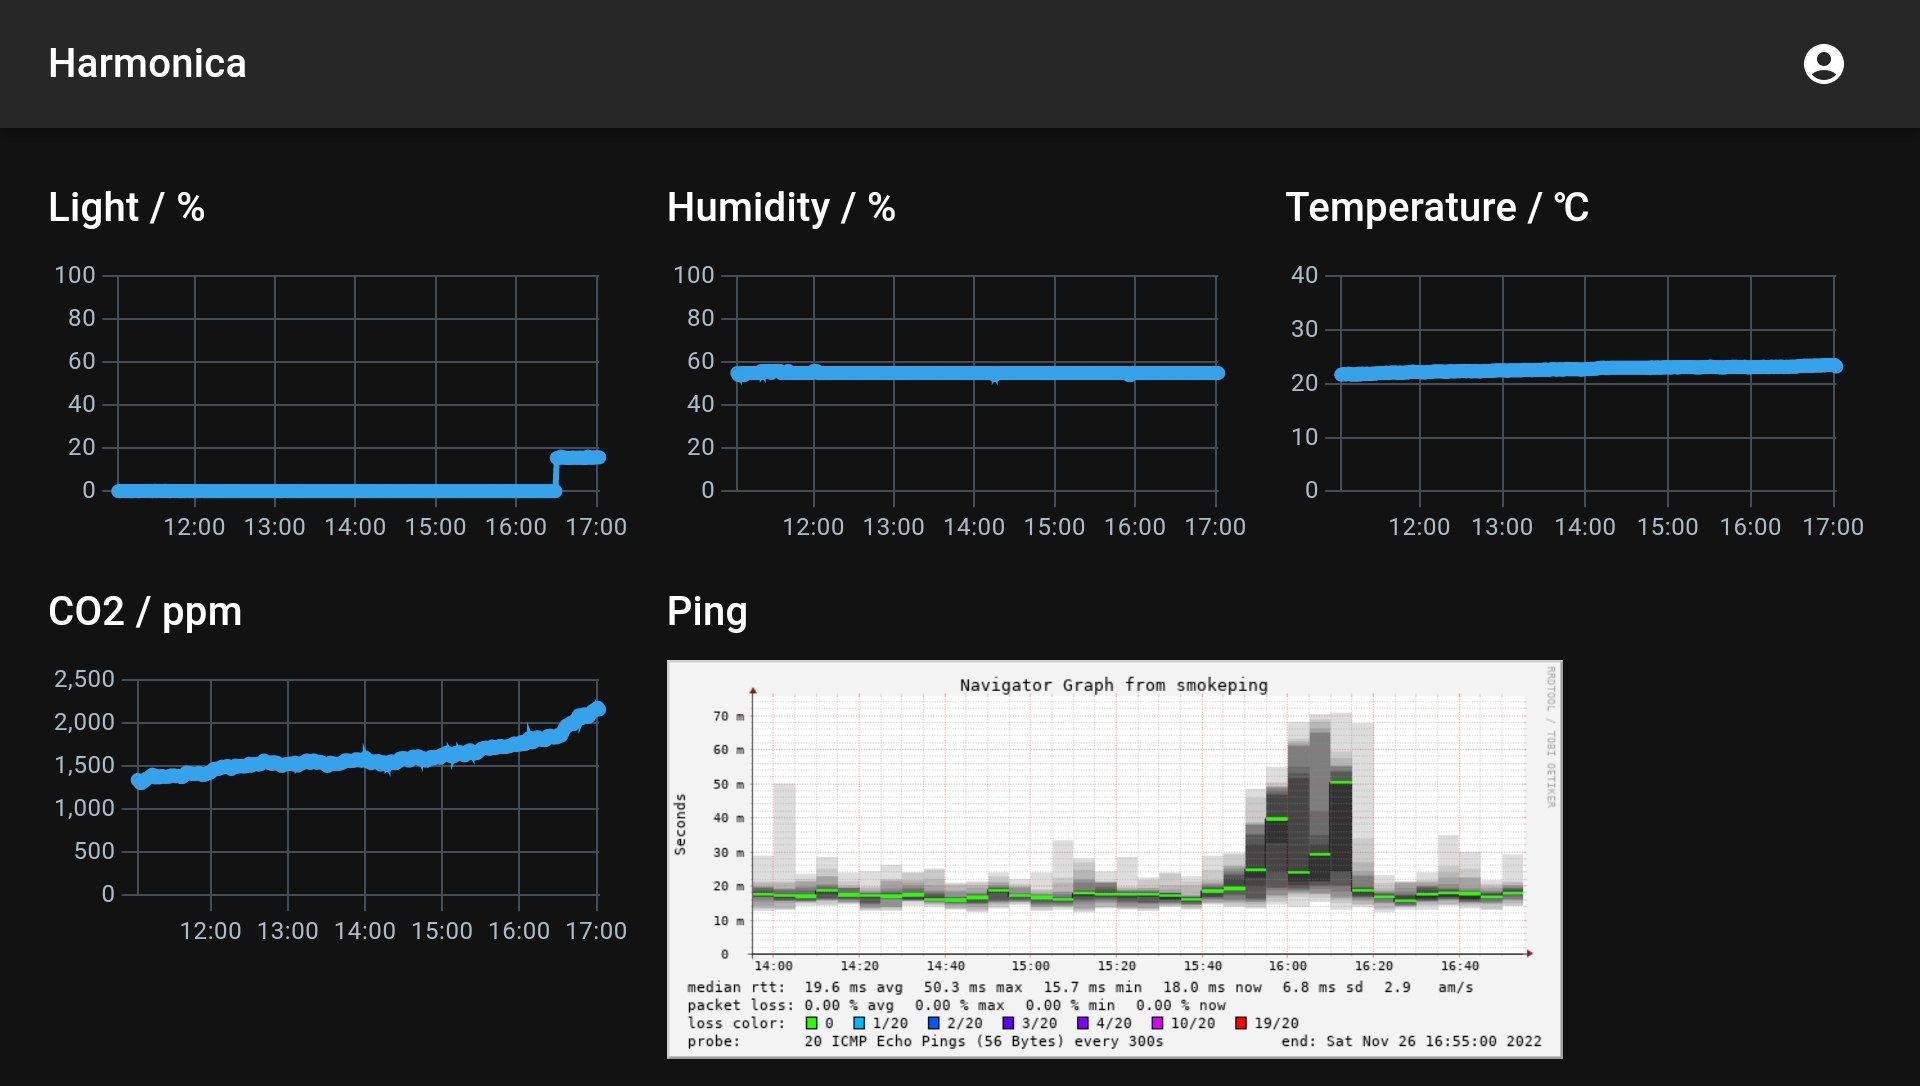 Harmonica
Light / %
100
80
60
40
20
0
12:00 13:00 14:00 15:00 16:00 17:00
Humidity / %
100
80
60
40
20
0
12:00 13:00 14:00 15:00 16:00 17:00
Temperature / ℃
40
30
20
10
0
12:00 13:00 14:00 15:00 16:00 17:00
CO2 / ppm
2,500
2,000
1,500
1,000
500
0
12:00 13:00 14:00 15:00 16:00 17:00
Ping
Navigator Graph from smokeping
RRDTOOL / TOBI OETIKER
Seconds
70 m
60 m
50 m
40 m
30 m
20 m
10 m
0
14:00 14:20 14:40 15:00 15:20 15:40 16:00 16:20 16:40
median rtt: 19.6 ms avg 50.3 ms max 15.7 ms min 18.0 ms now 6.8 ms sd 2.9 am/s
packet loss: 0.00 % avg 0.00 % max 0.00 % min 0.00 % now
loss color: 0 1/20 2/20 3/20 4/20 10/20 19/20
probe: 20 ICMP Echo Pings (56 Bytes) every 300s end: Sat Nov 26 16:55:00 2022